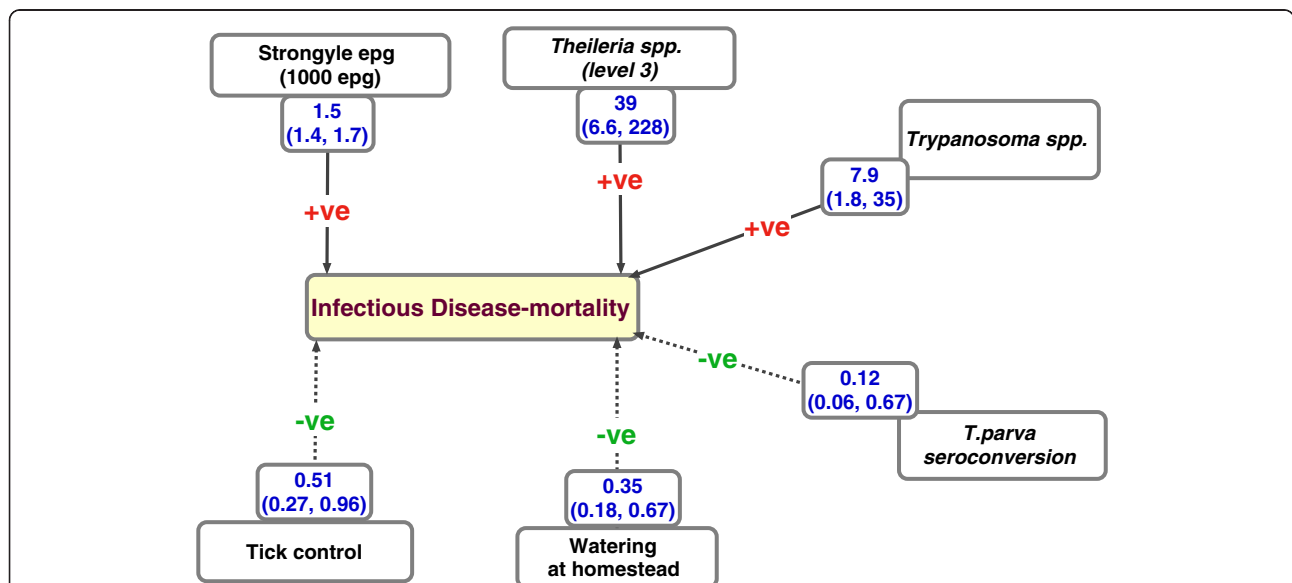 Strongyle epg
(1000 epg)
1.5
(1.4, 1.7)
+ve
Theileria spp.
(level 3)
39
(6.6, 228)
+ve
Trypanosoma spp.
7.9
(1.8, 35)
+ve
Infectious Disease-mortality
-ve
0.51
(0.27, 0.96)
Tick control
-ve
0.35
(0.18, 0.67)
Watering
at homestead
-ve
0.12
(0.06, 0.67)
T.parva
seroconversion